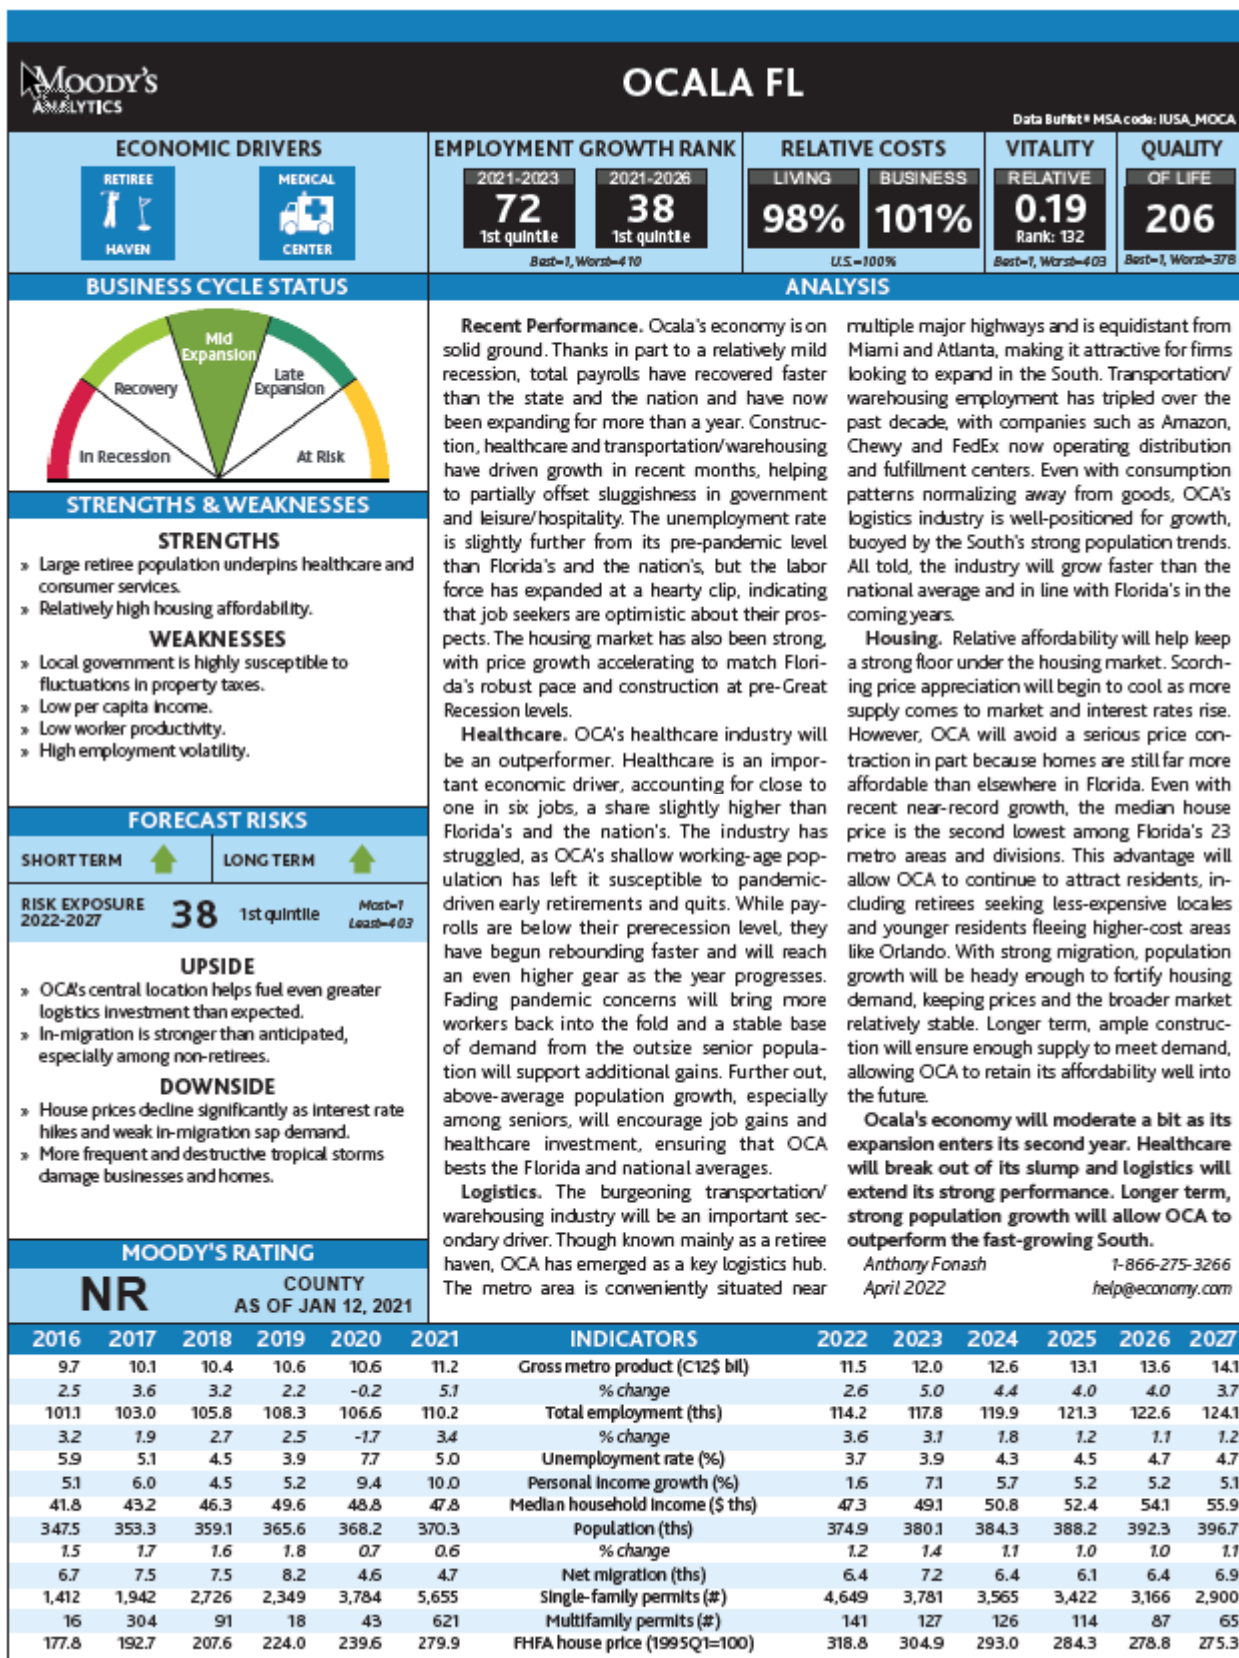 MOODY'S
ANALYTICS
OCALA FL
Data Buffet® MSA code: IUSA_MOCA
ECONOMIC DRIVERS
RETIREE
HAVEN
MEDICAL
CENTER
EMPLOYMENT GROWTH RANK
2021-2023
72
1st quintile
2021-2026
38
1st quintile
Best=1, Worst=410
RELATIVE COSTS
LIVING
98%
BUSINESS
101%
U.S.=100%
VITALITY
RELATIVE
0.19
Rank: 132
Best=1, Worst=403
QUALITY
OF LIFE
206
Best=1, Worst=378
BUSINESS CYCLE STATUS
In Recession
Recovery
Mid
Expansion
Late
Expansion
At Risk
STRENGTHS & WEAKNESSES
STRENGTHS
» Large retiree population underpins healthcare and
consumer services.
» Relatively high housing affordability.
WEAKNESSES
» Local government is highly susceptible to
fluctuations in property taxes.
» Low per capita income.
» Low worker productivity.
» High employment volatility.
FORECAST RISKS
SHORT TERM
LONG TERM
RISK EXPOSURE
2022-2027
38
1st quintile
Most=1
Least=403
UPSIDE
» OCA's central location helps fuel even greater
logistics investment than expected.
» In-migration is stronger than anticipated,
especially among non-retirees.
DOWNSIDE
» House prices decline significantly as interest rate
hikes and weak in-migration sap demand.
» More frequent and destructive tropical storms
damage businesses and homes.
MOODY'S RATING
NR
COUNTY
AS OF JAN 12, 2021
ANALYSIS
Recent Performance. Ocala's economy is on
solid ground. Thanks in part to a relatively mild
recession, total payrolls have recovered faster
than the state and the nation and have now
been expanding for more than a year. Construc-
tion, healthcare and transportation/warehousing
have driven growth in recent months, helping
to partially offset sluggishness in government
and leisure/hospitality. The unemployment rate
is slightly further from its pre-pandemic level
than Florida's and the nation's, but the labor
force has expanded at a hearty clip, indicating
that job seekers are optimistic about their pros-
pects. The housing market has also been strong,
with price growth accelerating to match Flori-
da's robust pace and construction at pre-Great
Recession levels.
Healthcare. OCA's healthcare industry will
be an outperformer. Healthcare is an impor-
tant economic driver, accounting for close to
one in six jobs, a share slightly higher than
Florida's and the nation's. The industry has
struggled, as OCA's shallow working-age pop-
ulation has left it susceptible to pandemic-
driven early retirements and quits. While pay-
rolls are below their prerecession level, they
have begun rebounding faster and will reach
an even higher gear as the year progresses.
Fading pandemic concerns will bring more
workers back into the fold and a stable base
of demand from the outsize senior popula-
tion will support additional gains. Further out,
above-average population growth, especially
among seniors, will encourage job gains and
healthcare investment, ensuring that OCA
bests the Florida and national averages.
Logistics. The burgeoning transportation/
warehousing industry will be an important sec-
ondary driver. Though known mainly as a retiree
haven, OCA has emerged as a key logistics hub.
The metro area is conveniently situated near
multiple major highways and is equidistant from
Miami and Atlanta, making it attractive for firms
looking to expand in the South. Transportation/
warehousing employment has tripled over the
past decade, with companies such as Amazon,
Chewy and FedEx now operating distribution
and fulfillment centers. Even with consumption
patterns normalizing away from goods, OCA's
logistics industry is well-positioned for growth,
buoyed by the South's strong population trends.
All told, the industry will grow faster than the
national average and in line with Florida's in the
coming years.
Housing. Relative affordability will help keep
a strong floor under the housing market. Scorch-
ing price appreciation will begin to cool as more
supply comes to market and interest rates rise.
However, OCA will avoid a serious price con-
traction in part because homes are still far more
affordable than elsewhere in Florida. Even with
recent near-record growth, the median house
price is the second lowest among Florida's 23
metro areas and divisions. This advantage will
allow OCA to continue to attract residents, in-
cluding retirees seeking less-expensive locales
and younger residents fleeing higher-cost areas
like Orlando. With strong migration, population
growth will be heady enough to fortify housing
demand, keeping prices and the broader market
relatively stable. Longer term, ample construc-
tion will ensure enough supply to meet demand,
allowing OCA to retain its affordability well into
the future.
Ocala's economy will moderate a bit as its
expansion enters its second year. Healthcare
will break out of its slump and logistics will
extend its strong performance. Longer term,
strong population growth will allow OCA to
outperform the fast-growing South.
Anthony Fonash 1-866-275-3266
April 2022 help@economy.com
2016 2017 2018 2019 2020 2021 INDICATORS 2022 2023 2024 2025 2026 2027
9.7 10.1 10.4 10.6 10.6 11.2 Gross metro product (C12$ bil) 11.5 12.0 12.6 13.1 13.6 14.1
2.5 3.6 3.2 2.2 -0.2 5.1 % change 2.6 5.0 4.4 4.0 4.0 3.7
101.1 103.0 105.8 108.3 106.6 110.2 Total employment (ths) 114.2 117.8 119.9 121.3 122.6 124.1
3.2 1.9 2.7 2.5 -1.7 3.4 % change 3.6 3.1 1.8 1.2 1.1 1.2
5.9 5.1 4.5 3.9 7.7 5.0 Unemployment rate (%) 3.7 3.9 4.3 4.5 4.7 4.7
5.1 6.0 4.5 5.2 9.4 10.0 Personal income growth (%) 1.6 7.1 5.7 5.2 5.2 5.1
41.8 43.2 46.3 49.6 48.8 47.8 Median household income ($ ths) 47.3 49.1 50.8 52.4 54.1 55.9
347.5 353.3 359.1 365.6 368.2 370.3 Population (ths) 374.9 380.1 384.3 388.2 392.3 396.7
1.5 1.7 1.6 1.8 0.7 0.6 % change 1.2 1.4 1.1 1.0 1.0 1.1
6.7 7.5 7.5 8.2 4.6 4.7 Net migration (ths) 6.4 7.2 6.4 6.1 6.4 6.9
1,412 1,942 2,726 2,349 3,784 5,655 Single-family permits (#) 4,649 3,781 3,565 3,422 3,166 2,900
16 304 91 18 43 621 Multifamily permits (#) 141 127 126 114 87 65
177.8 192.7 207.6 224.0 239.6 279.9 FHFA house price (1995Q1=100) 318.8 304.9 293.0 284.3 278.8 275.3